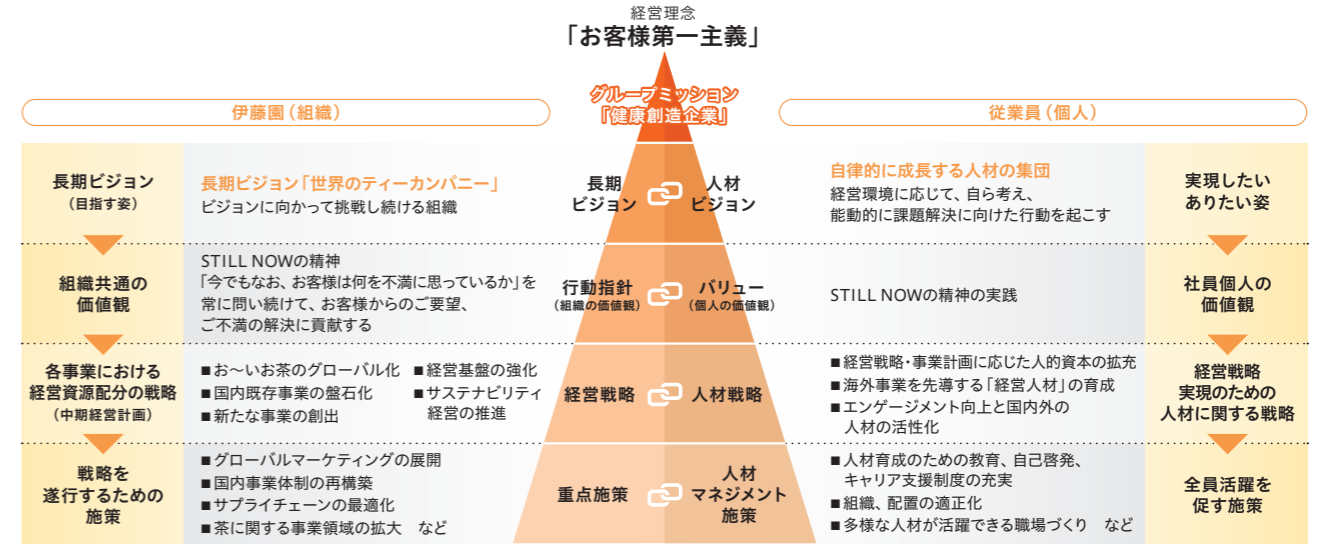 経営理念
「お客様第一主義」
グループミッション
「健康創造企業」
伊藤園(組織)
従業員(個人)
長期ビジョン
(目指す姿)
長期ビジョン「世界のティーカンパニー」
ビジョンに向かって挑戦し続ける組織
長期
ビジョン
人材
ビジョン
自律的に成長する人材の集団
経営環境に応じて、自ら考え、
能動的に課題解決に向けた行動を起こす
実現したい
ありたい姿
組織共通の
価値観
STILL NOWの精神
「今でもなお、お客様は何を不満に思っているか」を
常に問い続けて、お客様からのご要望、
ご不満の解決に貢献する
行動指針
(組織の価値観)
バリュー
(個人の価値観)
STILL NOWの精神の実践
社員個人の
価値観
各事業における
経営資源配分の戦略
(中期経営計画)
■お〜いお茶のグローバル化
■国内既存事業の盤石化
■新たな事業の創出
■経営基盤の強化
■サステナビリティ
経営の推進
経営戦略
人材戦略
■経営戦略・事業計画に応じた人的資本の拡充
■海外事業を先導する「経営人材」の育成
■エンゲージメント向上と国内外の
人材の活性化
経営戦略
実現のための
人材に関する戦略
戦略を
遂行するための
施策
■グローバルマーケティングの展開
■国内事業体制の再構築
■サプライチェーンの最適化
■茶に関する事業領域の拡大 など
重点施策
人材
マネジメント
施策
■人材育成のための教育、自己啓発、
キャリア支援制度の充実
■組織、配置の適正化
■多様な人材が活躍できる職場づくり など
全員活躍を
促す施策